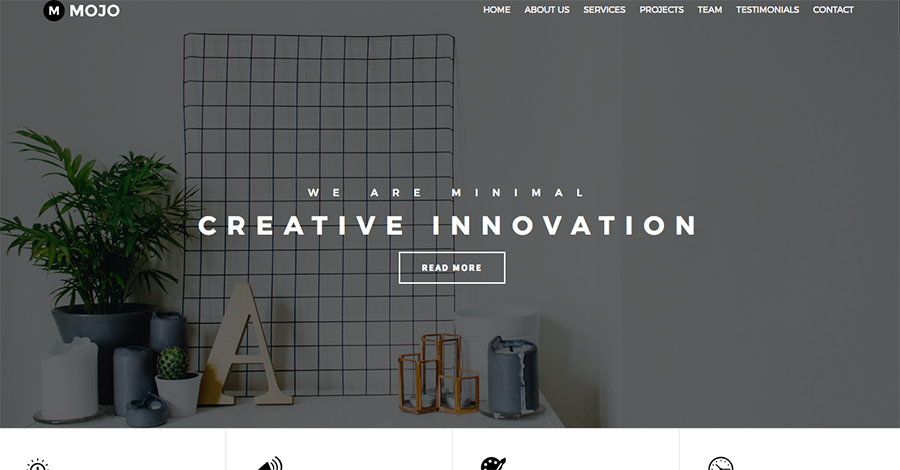 M MOJO
HOME ABOUT US SERVICES PROJECTS TEAM TESTIMONIALS CONTACT
WE ARE MINIMAL
CREATIVE INNOVATION
READ MORE
A